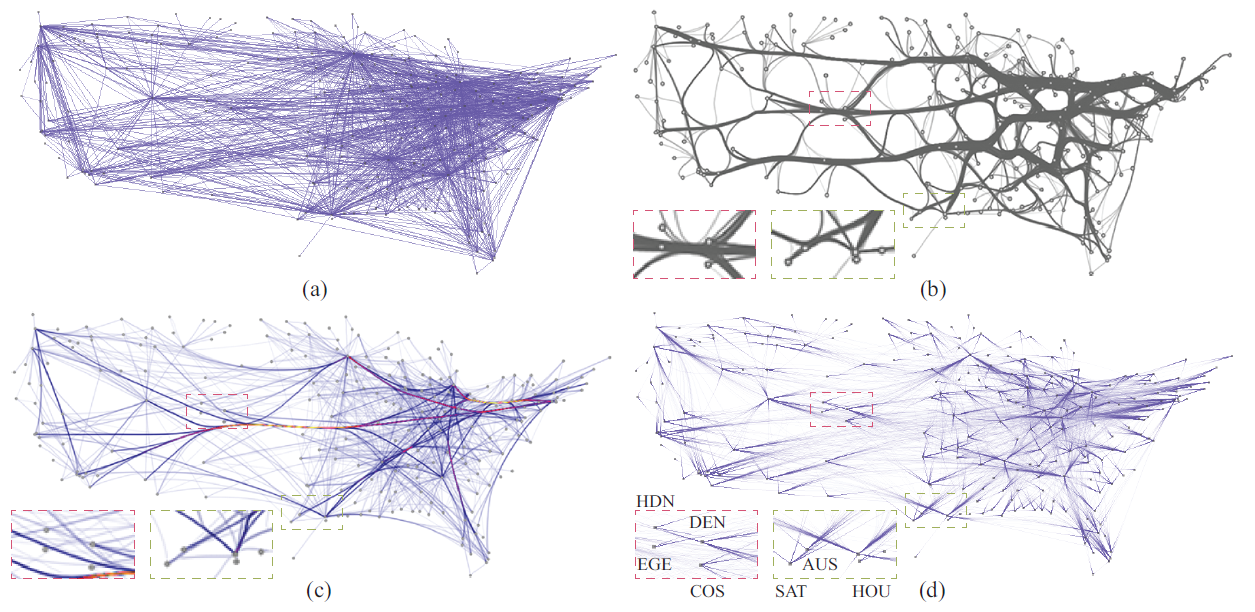 (a)
(b)
HDN
DEN
EGE
AUS
(c)
COS
SAT
HOU
(d)